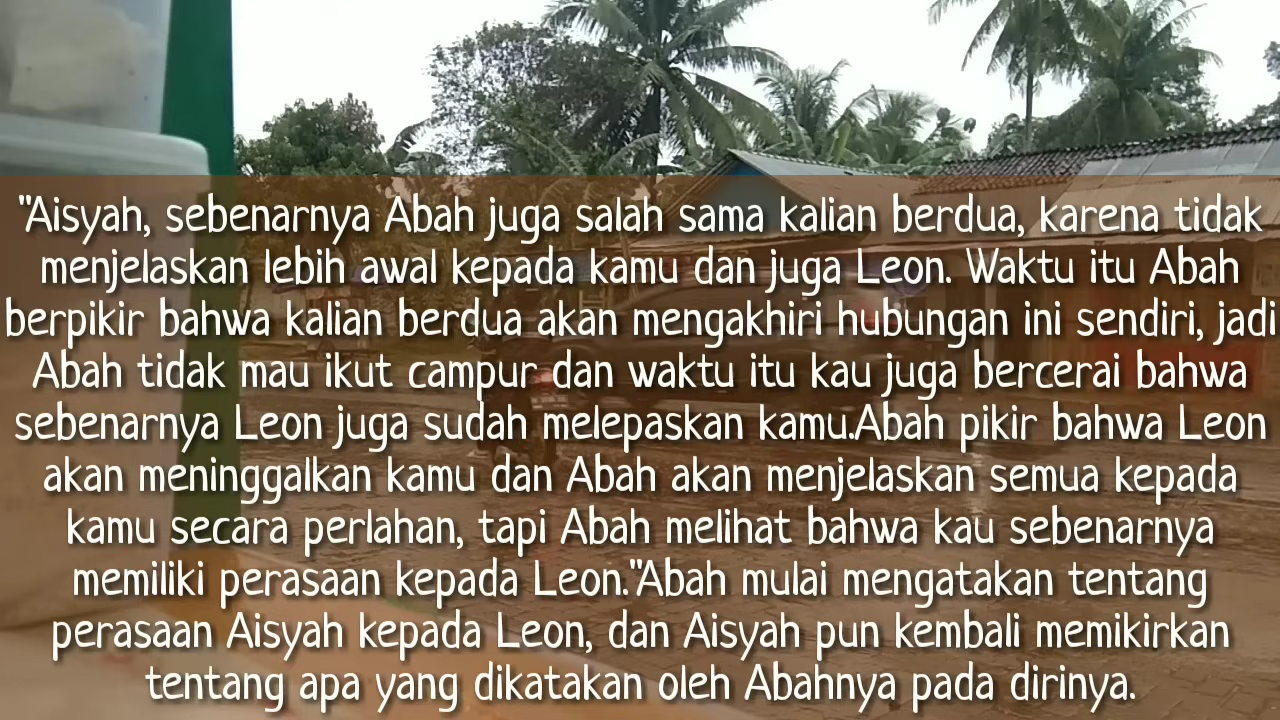 "Aisyah, sebenarnya Abah juga salah sama kalian berdua, karena tidak
menjelaskan lebih awal kepada kamu dan juga Leon. Waktu itu Abah
berpikir bahwa kalian berdua akan mengakhiri hubungan ini sendiri, jadi
Abah tidak mau ikut campur dan waktu itu kau juga bercerai bahwa
sebenarnya Leon juga sudah melepaskan kamu.Abah pikir bahwa Leon
akan meninggalkan kamu dan Abah akan menjelaskan semua kepada
kamu secara perlahan, tapi Abah melihat bahwa kau sebenarnya
memiliki perasaan kepada Leon."Abah mulai mengatakan tentang
perasaan Aisyah kepada Leon, dan Aisyah pun kembali memikirkan
tentang apa yang dikatakan oleh Abahnya pada dirinya.